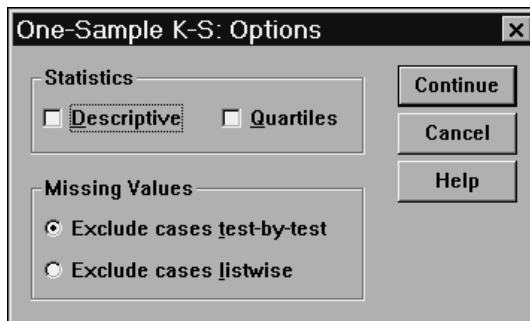 One-Sample K-S: Options
Statistics
Descriptive Quartiles
Missing Values
Exclude cases test-by-test
Exclude cases listwise
Continue
Cancel
Help